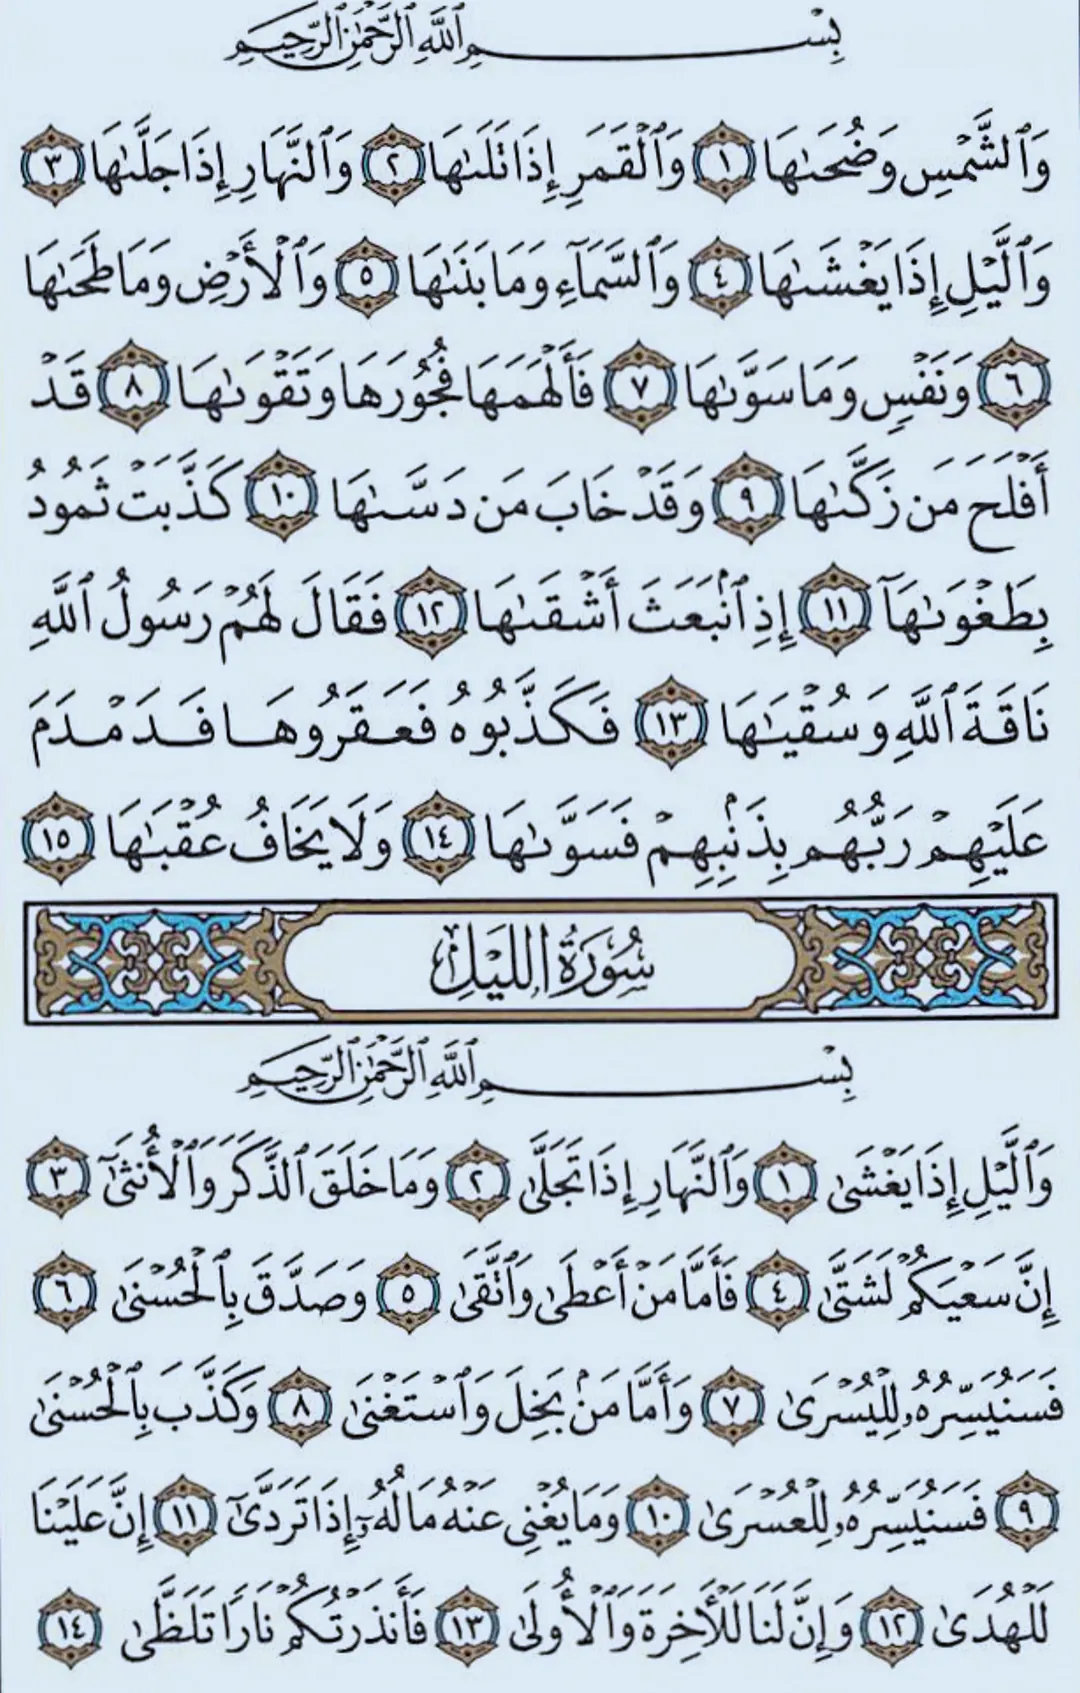 بِسْمِ ٱللَّهِ ٱلرَّحْمَٰنِ ٱلرَّحِيمِ
وَٱلشَّمْسِ وَضُحَىٰهَا ١ وَٱلْقَمَرِ إِذَا تَلَىٰهَا ٢ وَٱلنَّهَارِ إِذَا جَلَّىٰهَا ٣
وَٱلَّيْلِ إِذَا يَغْشَىٰهَا ٤ وَٱلسَّمَآءِ وَمَا بَنَىٰهَا ٥ وَٱلْأَرْضِ وَمَا طَحَىٰهَا
٦ وَنَفْسٍ وَمَا سَوَّىٰهَا ٧ فَأَلْهَمَهَا فُجُورَهَا وَتَقْوَىٰهَا ٨ قَدْ
أَفْلَحَ مَن زَكَّىٰهَا ٩ وَقَدْ خَابَ مَن دَسَّىٰهَا ١٠ كَذَّبَتْ ثَمُودُ
بِطَغْوَىٰهَآ ١١ إِذِ ٱنۢبَعَثَ أَشْقَىٰهَا ١٢ فَقَالَ لَهُمْ رَسُولُ ٱللَّهِ
نَاقَةَ ٱللَّهِ وَسُقْيَٰهَا ١٣ فَكَذَّبُوهُ فَعَقَرُوهَا فَدَمْدَمَ
عَلَيْهِمْ رَبُّهُم بِذَنۢبِهِمْ فَسَوَّىٰهَا ١٤ وَلَا يَخَافُ عُقْبَٰهَا ١٥
سُورَةُ اللَّيْلِ
بِسْمِ ٱللَّهِ ٱلرَّحْمَٰنِ ٱلرَّحِيمِ
وَٱلَّيْلِ إِذَا يَغْشَىٰ ١ وَٱلنَّهَارِ إِذَا تَجَلَّىٰ ٢ وَمَا خَلَقَ ٱلذَّكَرَ وَٱلْأُنثَىٰٓ ٣
إِنَّ سَعْيَكُمْ لَشَتَّىٰ ٤ فَأَمَّا مَنْ أَعْطَىٰ وَٱتَّقَىٰ ٥ وَصَدَّقَ بِٱلْحُسْنَىٰ ٦
فَسَنُيَسِّرُهُۥ لِلْيُسْرَىٰ ٧ وَأَمَّا مَنۢ بَخِلَ وَٱسْتَغْنَىٰ ٨ وَكَذَّبَ بِٱلْحُسْنَىٰ
٩ فَسَنُيَسِّرُهُۥ لِلْعُسْرَىٰ ١٠ وَمَا يُغْنِى عَنْهُ مَالُهُۥٓ إِذَا تَرَدَّىٰٓ ١١ إِنَّ عَلَيْنَا
لَلْهُدَىٰ ١٢ وَإِنَّ لَنَا لَلْأَخِرَةَ وَٱلْأُولَىٰ ١٣ فَأَنذَرْتُكُمْ نَارًا تَلَظَّىٰ ١٤